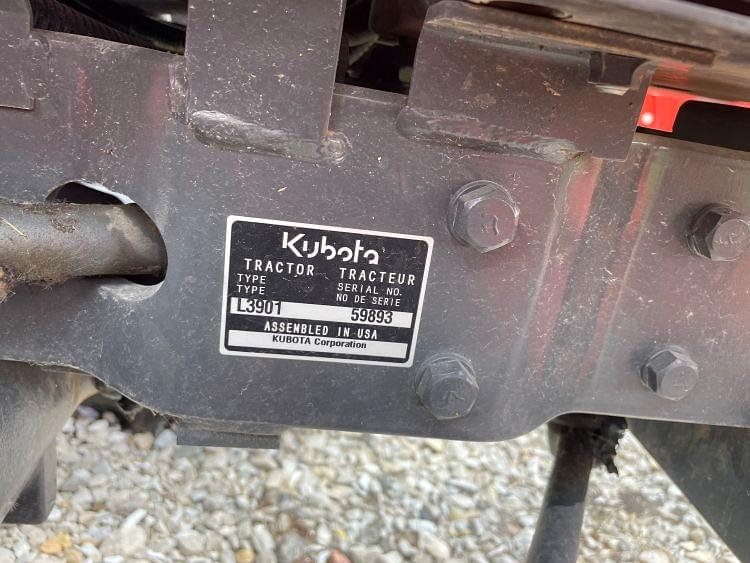 Kubota
TRACTOR TRACTEUR
TYPE SERIAL NO.
TYPE NO DE SERIE
L3901 59893
ASSEMBLED IN USA
KUBOTA Corporation